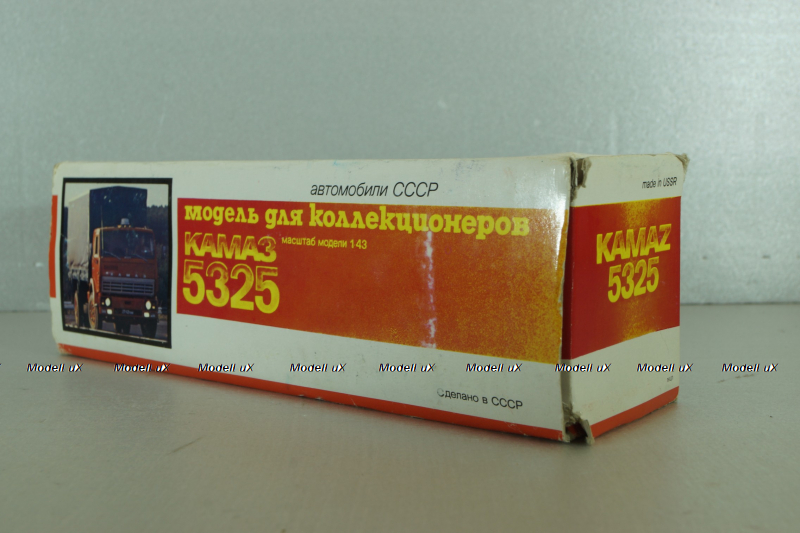 автомобили СССР
модель для коллекционеров
КАМАЗ
масштаб модели 1:43
5325
Сделано в СССР
made in USSR
KAMAZ
5325
Modell uX Modell uX Modell uX Modell uX Modell uX Modell uX Modell uX Modell uX Modell uX